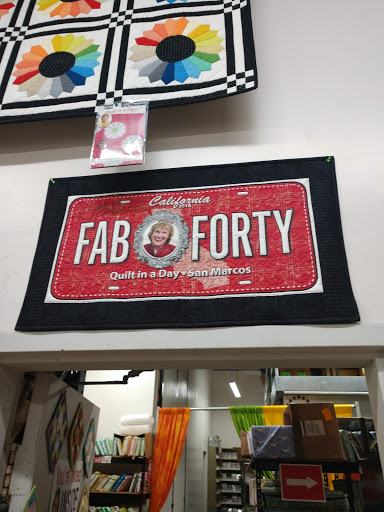 California
2018
FAB FORTY
Quilt in a Day • San Marcos